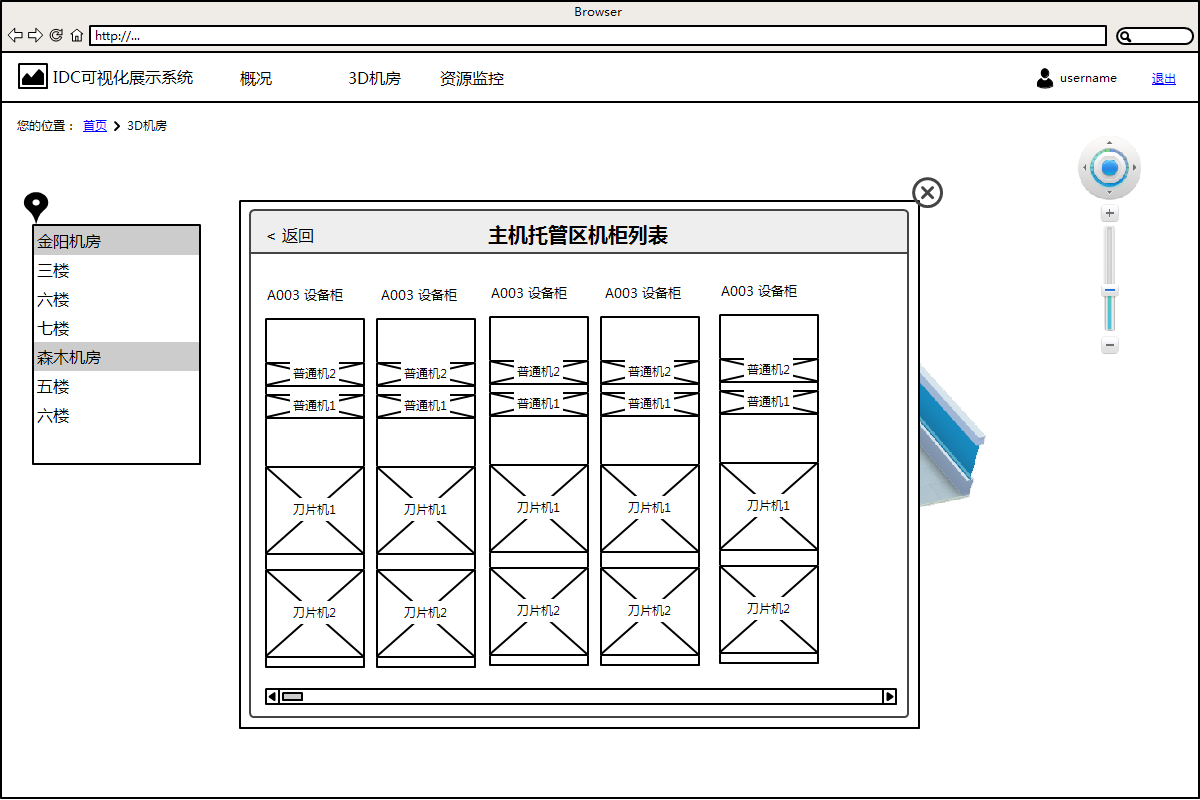 Browser
http://...
IDC可视化展示系统 概况 3D机房 资源监控 username 退出
您的位置： 首页 > 3D机房
金阳机房
三楼
六楼
七楼
森木机房
五楼
六楼
< 返回 主机托管区机柜列表
A003 设备柜 A003 设备柜 A003 设备柜 A003 设备柜 A003 设备柜
普通机2 普通机2 普通机2 普通机2 普通机2
普通机1 普通机1 普通机1 普通机1 普通机1
刀片机1 刀片机1 刀片机1 刀片机1 刀片机1
刀片机2 刀片机2 刀片机2 刀片机2 刀片机2